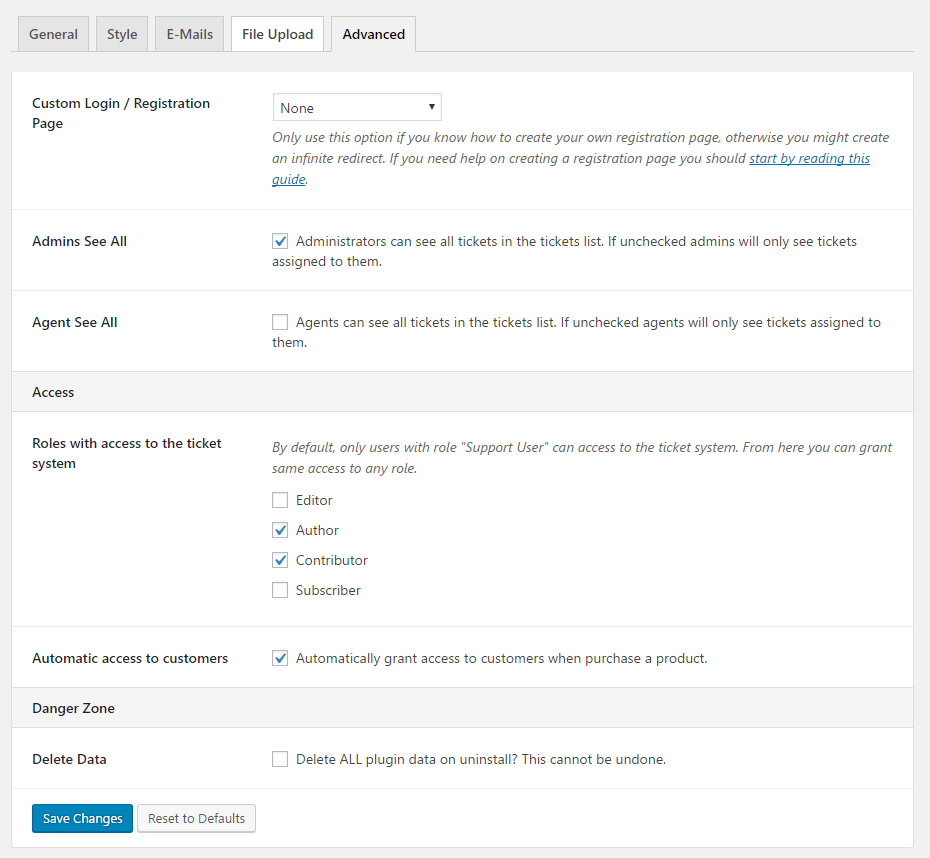 General
Style
E-Mails
File Upload
Advanced
Custom Login / Registration
Page
None
Only use this option if you know how to create your own registration page, otherwise you might create
an infinite redirect. If you need help on creating a registration page you should start by reading this
guide.
Admins See All
Administrators can see all tickets in the tickets list. If unchecked admins will only see tickets
assigned to them.
Agent See All
Agents can see all tickets in the tickets list. If unchecked agents will only see tickets assigned to
them.
Access
Roles with access to the ticket
system
By default, only users with role "Support User" can access to the ticket system. From here you can grant
same access to any role.
Editor
Author
Contributor
Subscriber
Automatic access to customers
Automatically grant access to customers when purchase a product.
Danger Zone
Delete Data
Delete ALL plugin data on uninstall? This cannot be undone.
Save Changes
Reset to Defaults